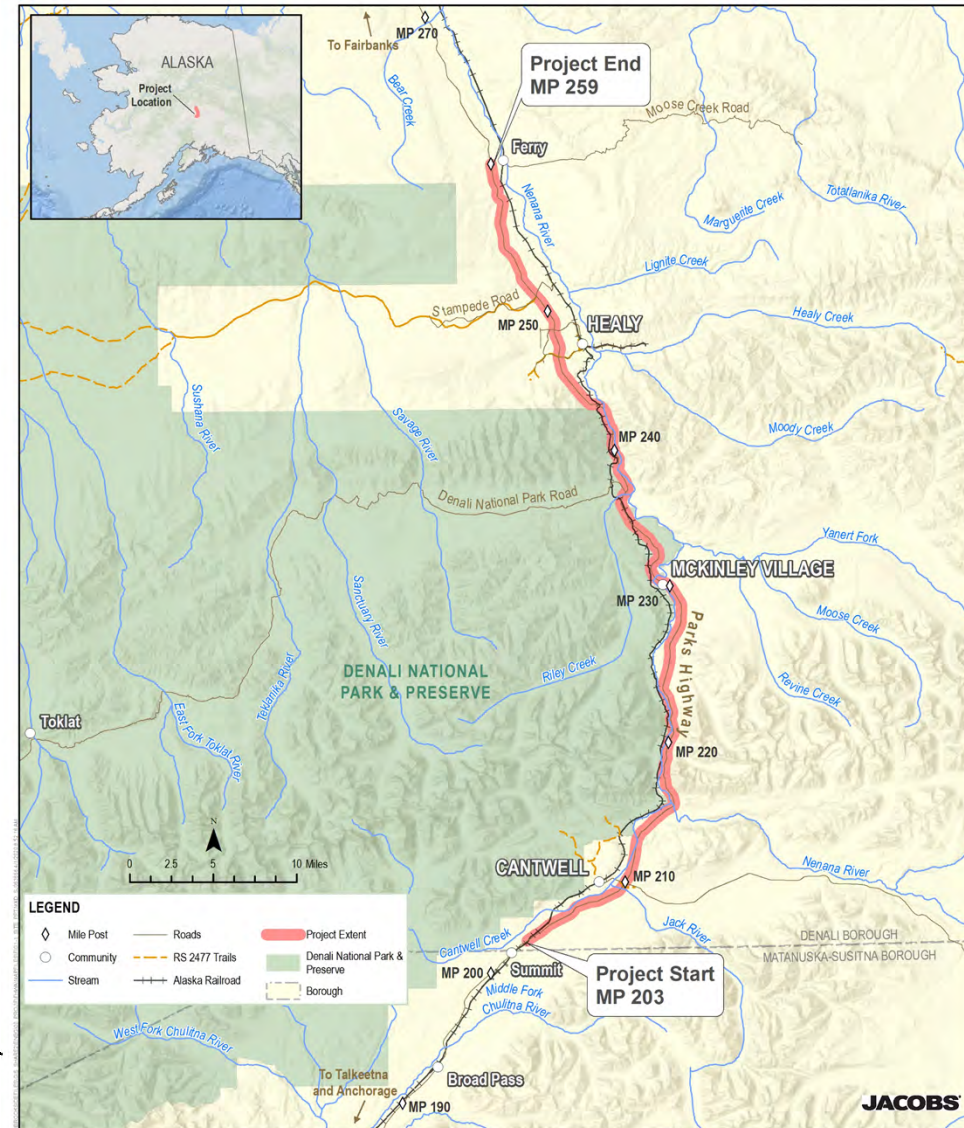 ALASKA
Project
Location
To Fairbanks
MP 270
Bear Creek
Project End
MP 259
Moose Creek Road
Ferry
Nenana River
Totatlanika River
Marguerite Creek
Lignite Creek
Stampede Road
MP 250
HEALY
Healy Creek
Sushana River
Savage River
Moody Creek
MP 240
Denali National Park Road
Yanert Fork
MCKINLEY VILLAGE
MP 230
Sanctuary River
Moose Creek
Parks Highway
DENALI NATIONAL
PARK & PRESERVE
Riley Creek
Revine Creek
Teklanika River
Toklat
East Fork Toklat
River
MP 220
N
0 2.5 5 10 Miles
CANTWELL
MP 210
Nenana River
LEGEND
Mile Post
Roads
Project Extent
Community
RS 2477 Trails
Denali National Park &
Preserve
Stream
Alaska Railroad
Borough
Cantwell Creek
Jack River
DENALI BOROUGH
MATANUSKA-SUSITNA BOROUGH
MP 200
Summit
Project Start
MP 203
Middle Fork
Chulitna River
West Fork Chulitna River
To Talkeetna
and Anchorage
Broad Pass
MP 190
JACOBS